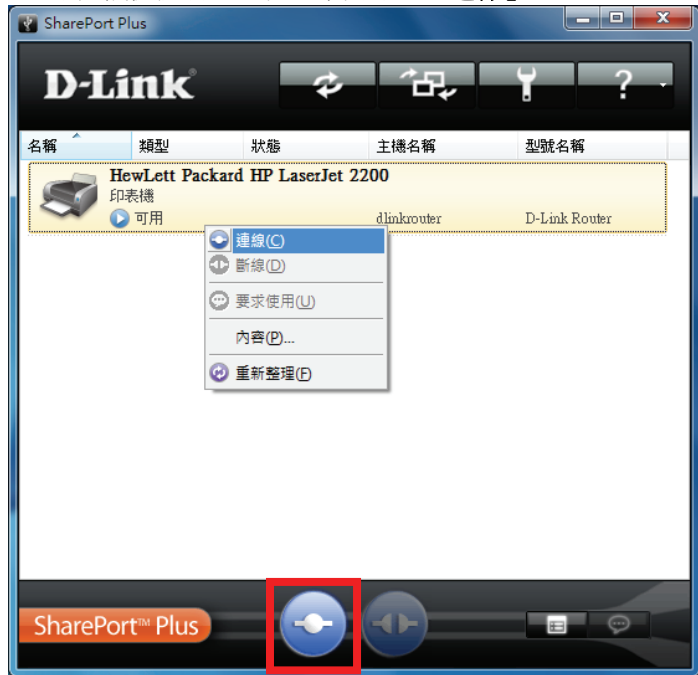 SharePort Plus
D-Link
?
名稱 類型 狀態 主機名稱 型號名稱
HewLett Packard HP LaserJet 2200
印表機
可用 dlinkrouter D-Link Router
連線(C)
斷線(D)
要求使用(U)
內容(P)...
重新整理(F)
SharePort™ Plus